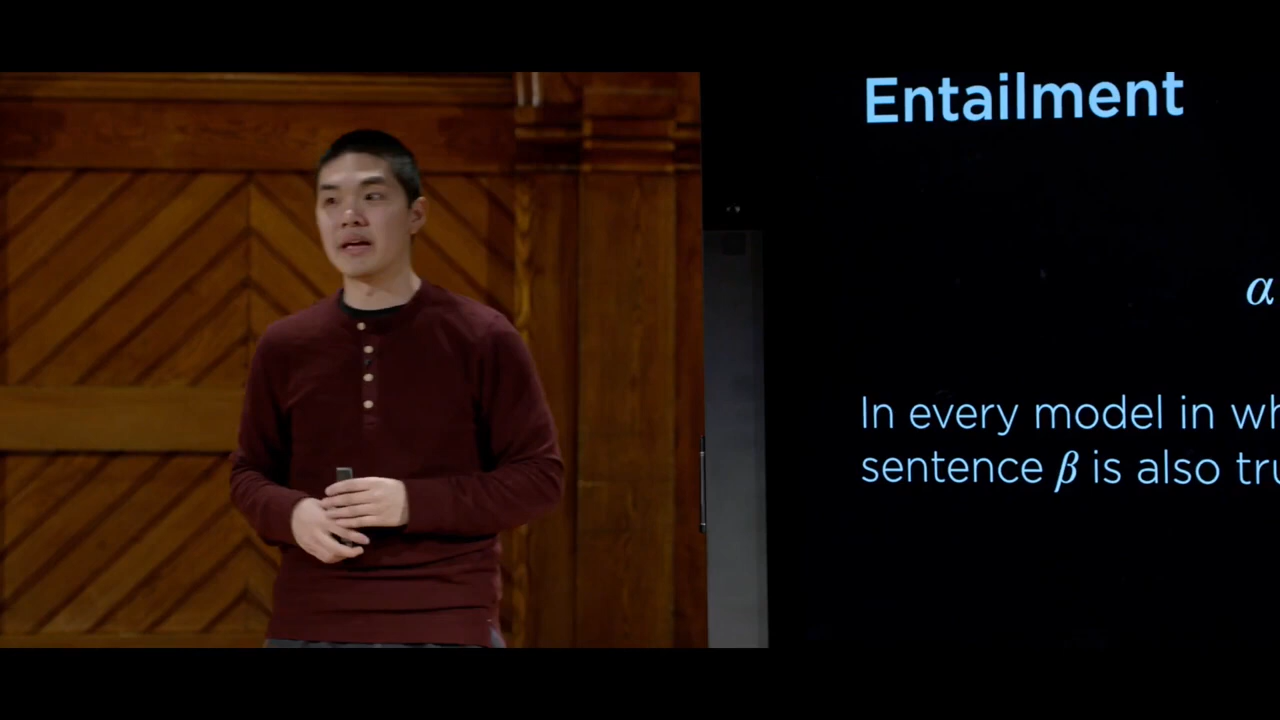 Entailment
α
In every model in wh
sentence β is also tru